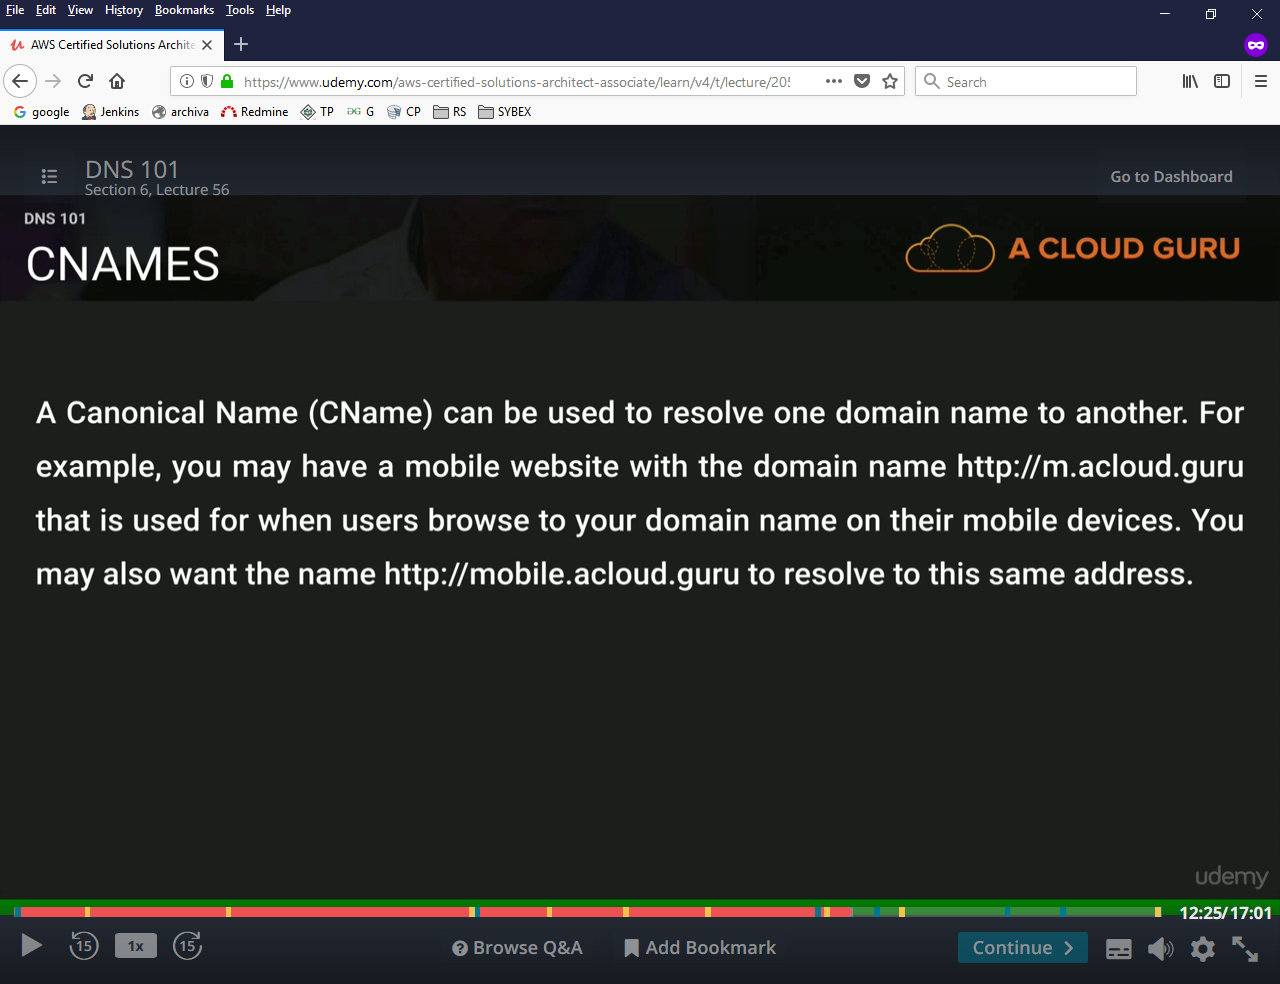 File Edit View History Bookmarks Tools Help
AWS Certified Solutions Archite
https://www.udemy.com/aws-certified-solutions-architect-associate/learn/v4/t/lecture/205
Search
google Jenkins archiva Redmine TP G CP RS SYBEX
DNS 101
Section 6, Lecture 56
Go to Dashboard
DNS 101
CNAMES
A CLOUD GURU
A Canonical Name (CName) can be used to resolve one domain name to another. For
example, you may have a mobile website with the domain name http://m.acloud.guru
that is used for when users browse to your domain name on their mobile devices. You
may also want the name http://mobile.acloud.guru to resolve to this same address.
udemy
12:25/17:01
15 1x 15 Browse Q&A Add Bookmark Continue